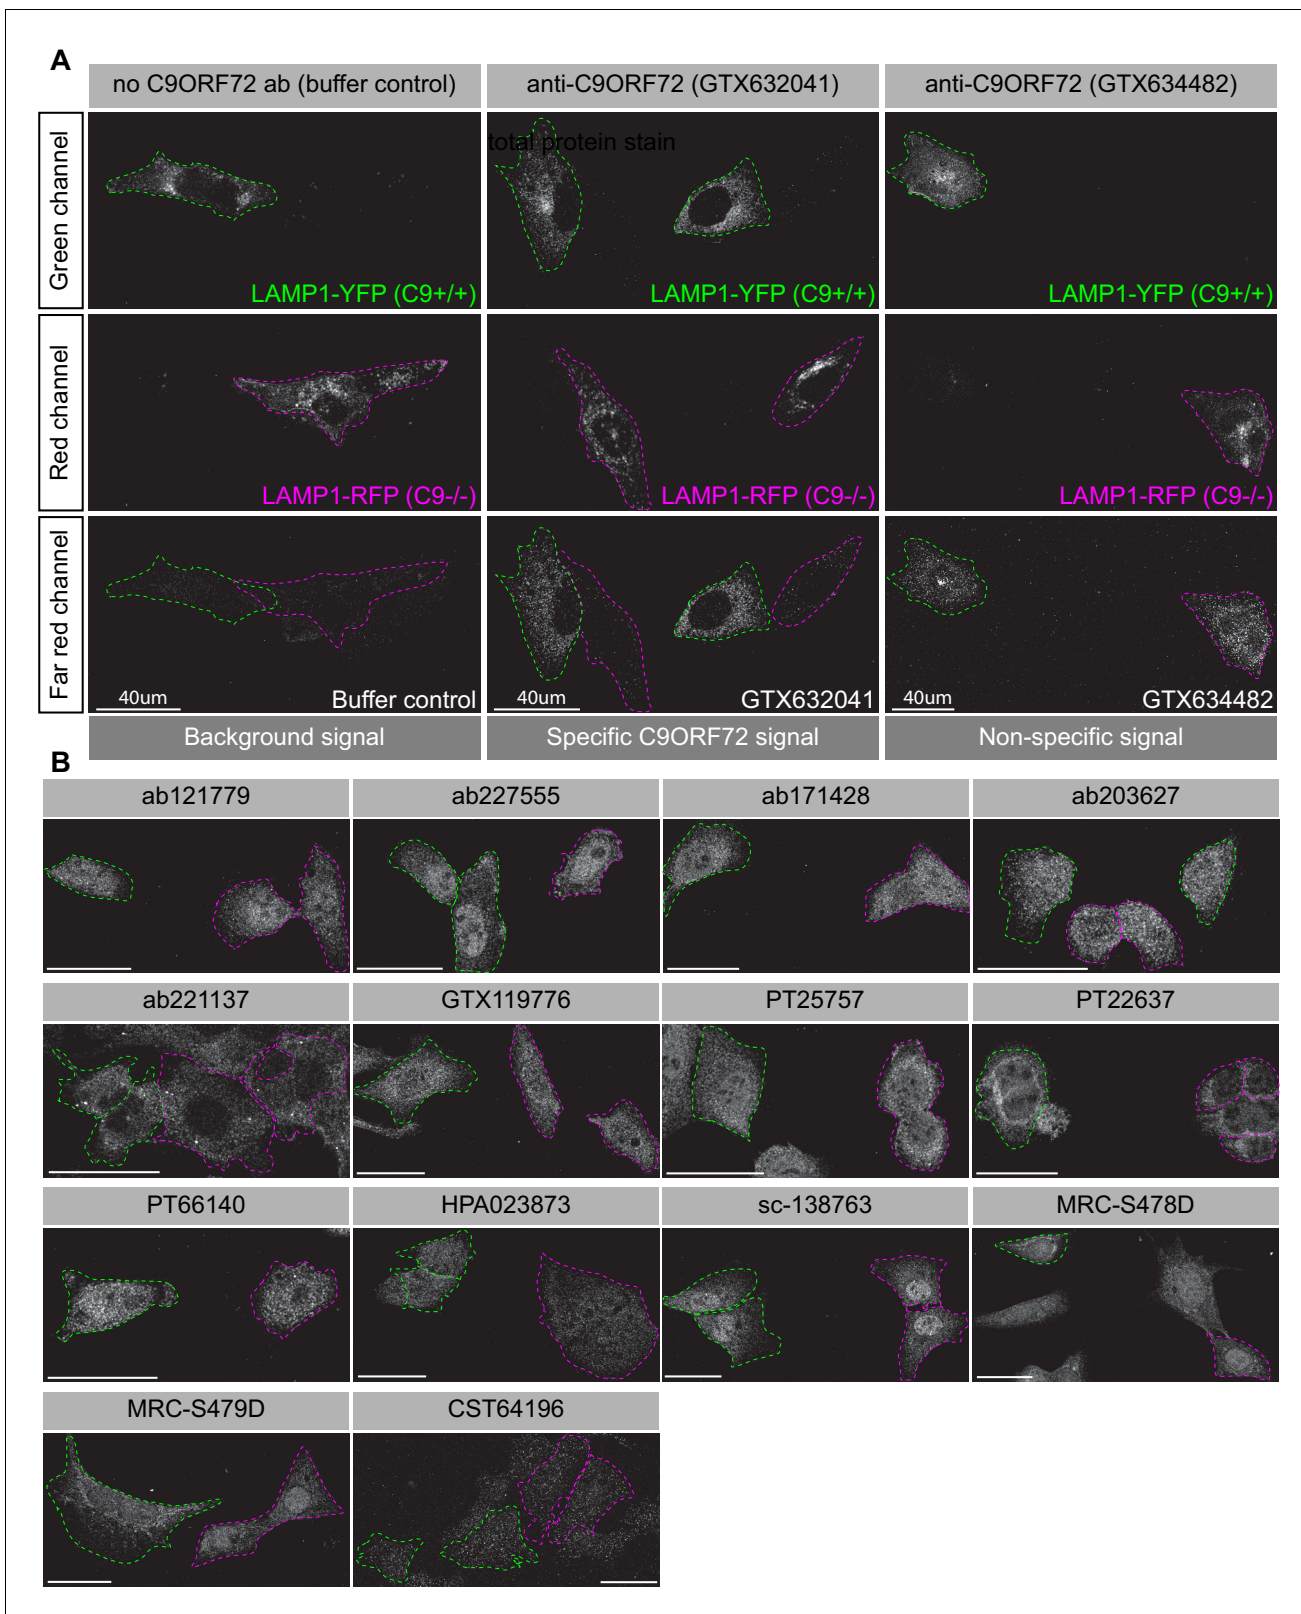 A
no C9ORF72 ab (buffer control)
anti-C9ORF72 (GTX632041)
anti-C9ORF72 (GTX634482)
Green channel
total protein stain
LAMP1-YFP (C9+/+)
LAMP1-YFP (C9+/+)
LAMP1-YFP (C9+/+)
Red channel
LAMP1-RFP (C9-/-)
LAMP1-RFP (C9-/-)
LAMP1-RFP (C9-/-)
Far red channel
40um
Buffer control
40um
GTX632041
40um
GTX634482
Background signal
Specific C9ORF72 signal
Non-specific signal
B
ab121779
ab227555
ab171428
ab203627
ab221137
GTX119776
PT25757
PT22637
PT66140
HPA023873
sc-138763
MRC-S478D
MRC-S479D
CST64196